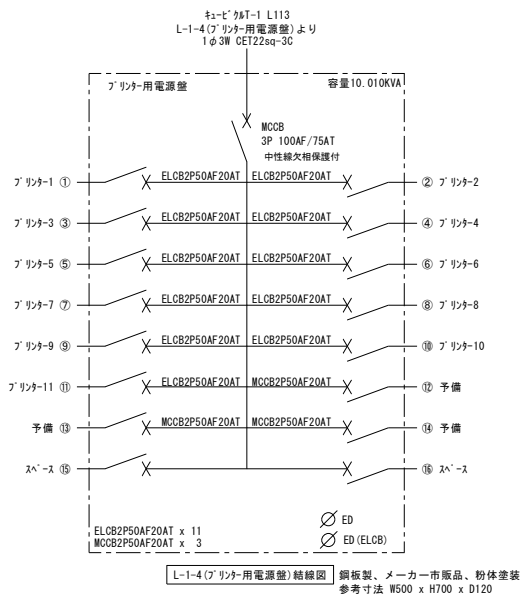 ｷｭｰﾋﾞｸﾙT-1 L113
L-1-4(ﾌﾟﾘﾝﾀｰ用電源盤)より
1φ3W CET22sq-3C
ﾌﾟﾘﾝﾀｰ用電源盤
容量10.010KVA
MCCB
3P 100AF/75AT
中性線欠相保護付
ﾌﾟﾘﾝﾀｰ-1 ① ELCB2P50AF20AT ELCB2P50AF20AT ② ﾌﾟﾘﾝﾀｰ-2
ﾌﾟﾘﾝﾀｰ-3 ③ ELCB2P50AF20AT ELCB2P50AF20AT ④ ﾌﾟﾘﾝﾀｰ-4
ﾌﾟﾘﾝﾀｰ-5 ⑤ ELCB2P50AF20AT ELCB2P50AF20AT ⑥ ﾌﾟﾘﾝﾀｰ-6
ﾌﾟﾘﾝﾀｰ-7 ⑦ ELCB2P50AF20AT ELCB2P50AF20AT ⑧ ﾌﾟﾘﾝﾀｰ-8
ﾌﾟﾘﾝﾀｰ-9 ⑨ ELCB2P50AF20AT ELCB2P50AF20AT ⑩ ﾌﾟﾘﾝﾀｰ-10
ﾌﾟﾘﾝﾀｰ-11 ⑪ ELCB2P50AF20AT MCCB2P50AF20AT ⑫ 予備
予備 ⑬ MCCB2P50AF20AT MCCB2P50AF20AT ⑭ 予備
ｽﾍﾟｰｽ ⑮ ⑯ ｽﾍﾟｰｽ
ED
ED(ELCB)
ELCB2P50AF20AT x 11
MCCB2P50AF20AT x 3
L-1-4(ﾌﾟﾘﾝﾀｰ用電源盤)結線図
鋼板製、メーカー市販品、粉体塗装
参考寸法 W500 x H700 x D120